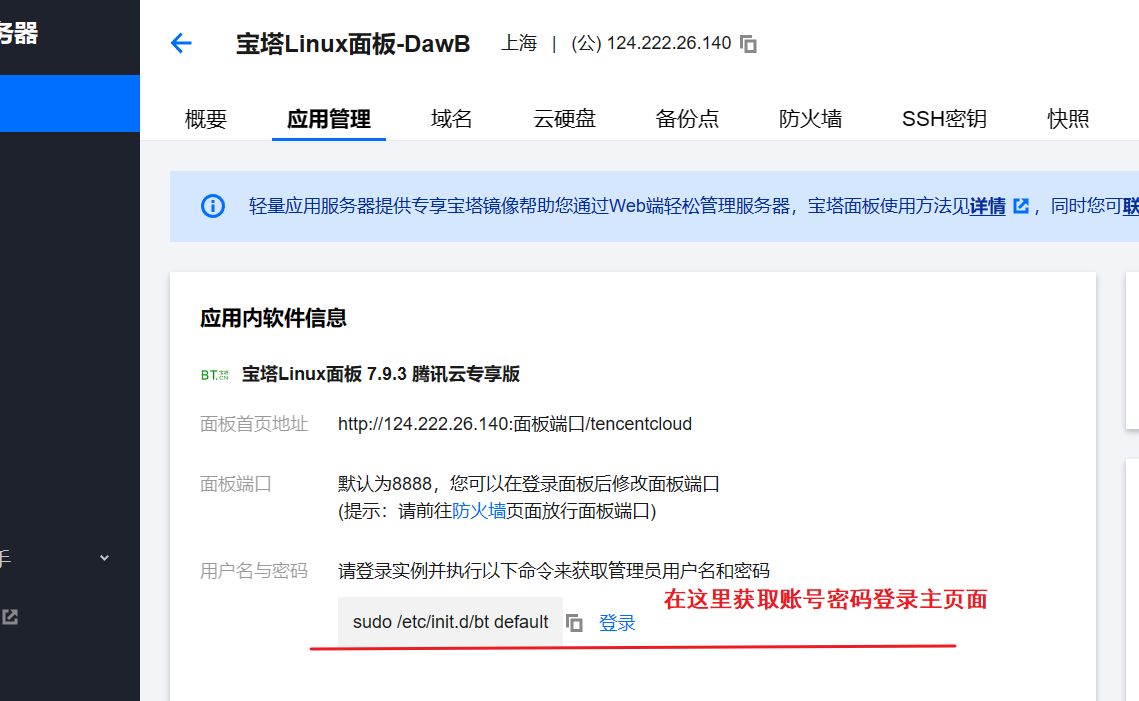 务器
宝塔Linux面板-DawB 上海 | (公) 124.222.26.140
概要 应用管理 域名 云硬盘 备份点 防火墙 SSH密钥 快照
轻量应用服务器提供专享宝塔镜像帮助您通过Web端轻松管理服务器，宝塔面板使用方法见详情 ，同时您可联
应用内软件信息
BT.宝塔 宝塔Linux面板 7.9.3 腾讯云专享版
面板首页地址 http://124.222.26.140:面板端口/tencentcloud
面板端口 默认为8888，您可以在登录面板后修改面板端口
(提示：请前往防火墙页面放行面板端口)
用户名与密码 请登录实例并执行以下命令来获取管理员用户名和密码
在这里获取账号密码登录主页面
sudo /etc/init.d/bt default 登录
手